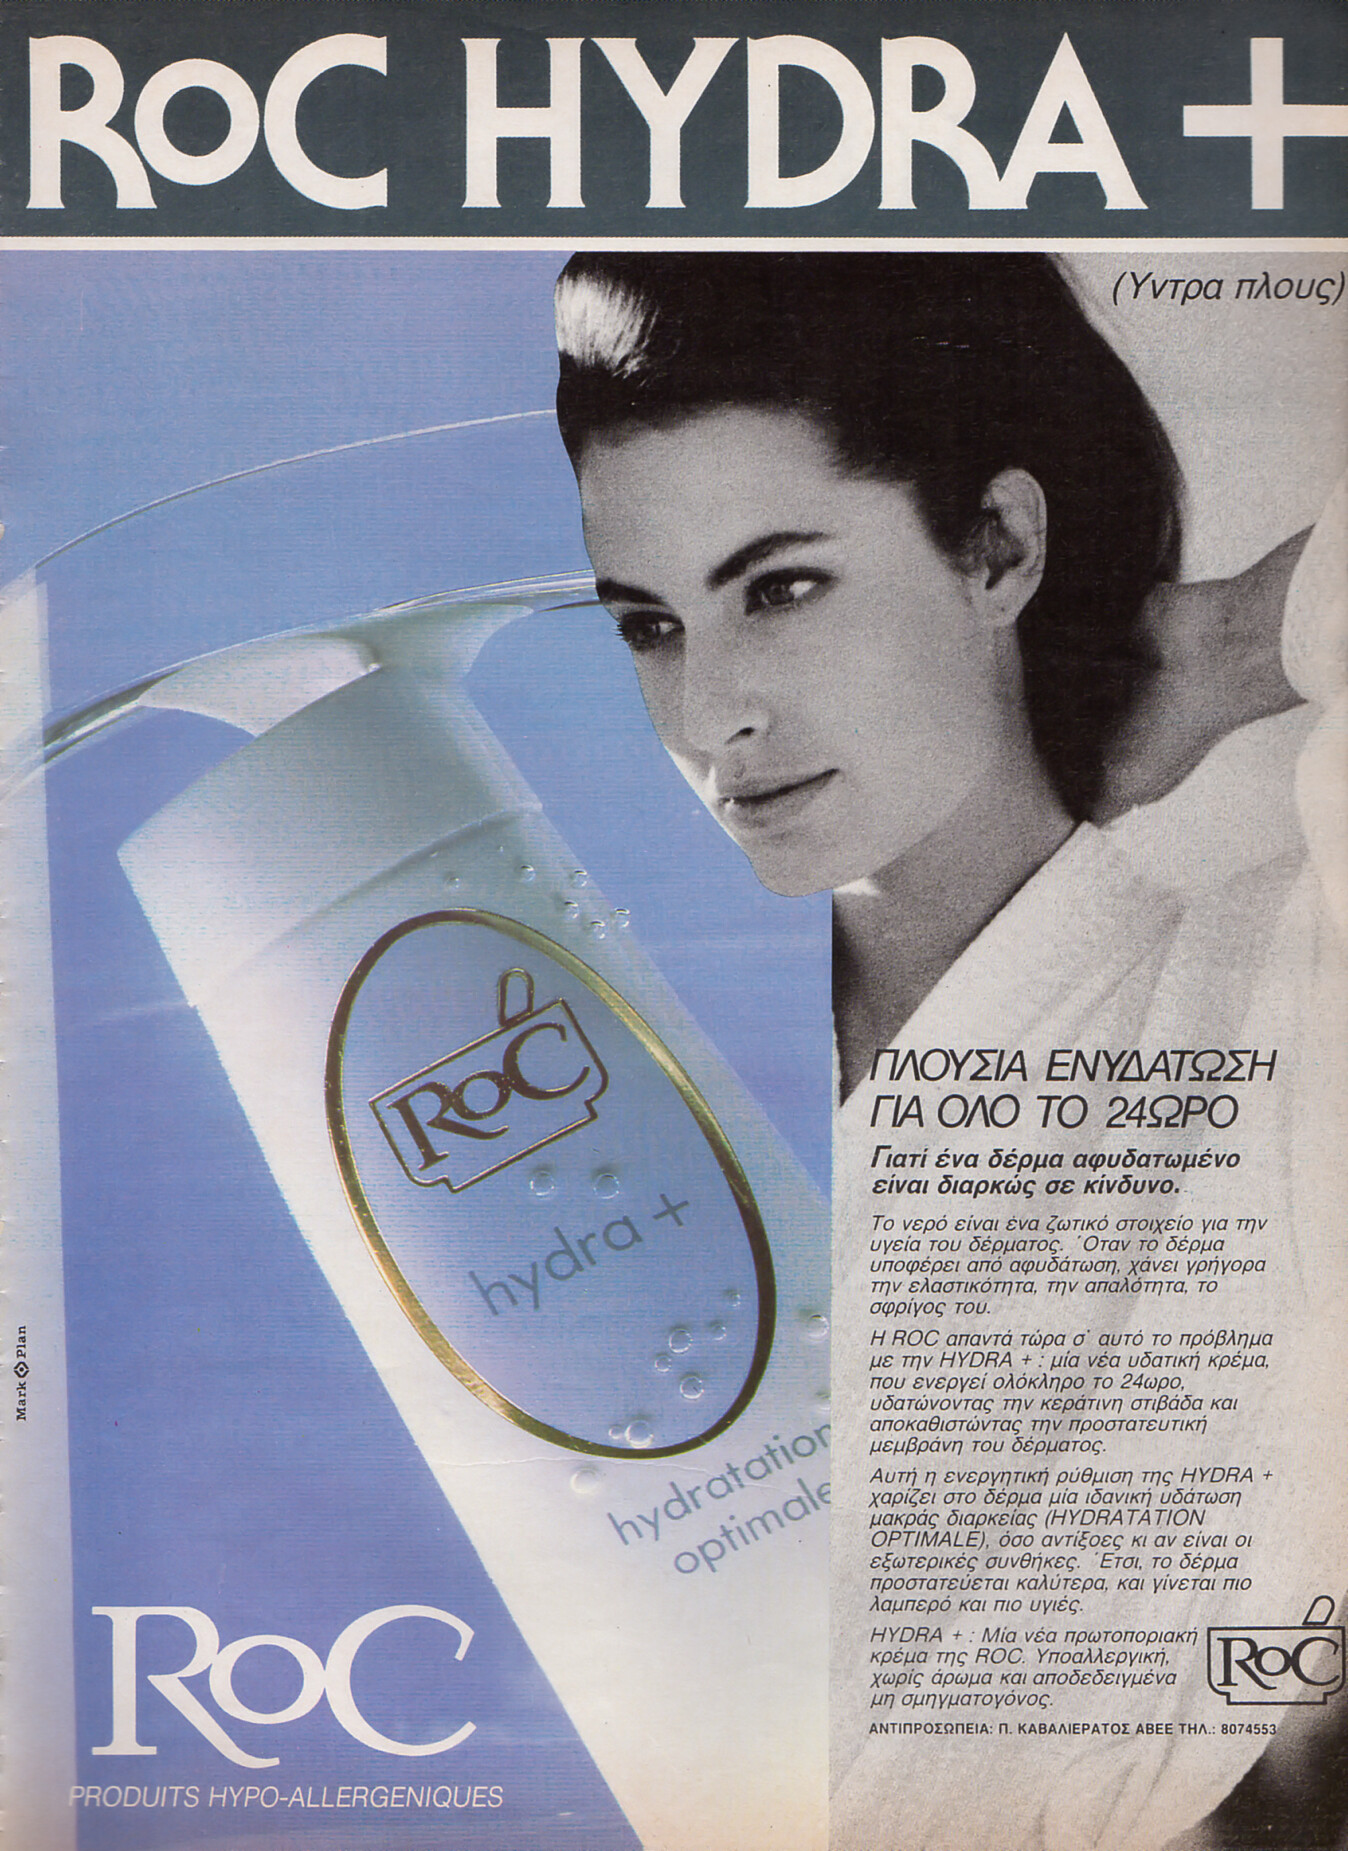 RoC HYDRA +
(Υντρα πλους)
RoC
hydra +
hydratation
optimale
ΠΛΟΥΣΙΑ ΕΝΥΔΑΤΩΣΗ
ΓΙΑ ΟΛΟ ΤΟ 24ΩΡΟ
Γιατί ένα δέρμα αφυδατωμένο
είναι διαρκώς σε κίνδυνο.
Το νερό είναι ένα ζωτικό στοιχείο για την
υγεία του δέρματος. Όταν το δέρμα
υποφέρει από αφυδάτωση, χάνει γρήγορα
την ελαστικότητα, την απαλότητα, το
σφρίγος του.
Η ROC απαντά τώρα σ' αυτό το πρόβλημα
με την HYDRA + : μία νέα υδατική κρέμα,
που ενεργεί ολόκληρο το 24ωρο,
υδατώνοντας την κεράτινη στιβάδα και
αποκαθιστώντας την προστατευτική
μεμβράνη του δέρματος.
Αυτή η ενεργητική ρύθμιση της HYDRA +
χαρίζει στο δέρμα μία ιδανική υδάτωση
μακράς διαρκείας (HYDRATATION
OPTIMALE), όσο αντίξοες κι αν είναι οι
εξωτερικές συνθήκες. Έτσι, το δέρμα
προστατεύεται καλύτερα, και γίνεται πιο
λαμπερό και πιο υγιές.
HYDRA + : Μία νέα πρωτοποριακή
κρέμα της ROC. Υποαλλεργική,
χωρίς άρωμα και αποδεδειγμένα
μη σμηγματογόνος.
RoC
ΑΝΤΙΠΡΟΣΩΠΕΙΑ: Π. ΚΑΒΑΛΙΕΡΑΤΟΣ ΑΒΕΕ ΤΗΛ.: 8074553
Mark Plan
RoC
PRODUITS HYPO-ALLERGENIQUES